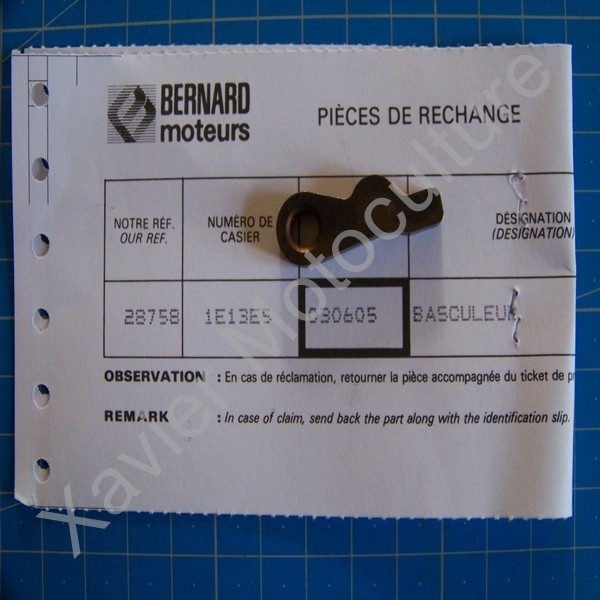 BERNARD
moteurs
PIÈCES DE RECHANGE
NOTRE RÉF.
OUR REF.
NUMÉRO DE
CASIER
DÉSIGNATION
(DESIGNATION)
28758 1E13E5 030605 BASCULEUR
OBSERVATION : En cas de réclamation, retourner la pièce accompagnée du ticket de
REMARK : In case of claim, send back the part along with the identification slip.
Xavier Motoculture